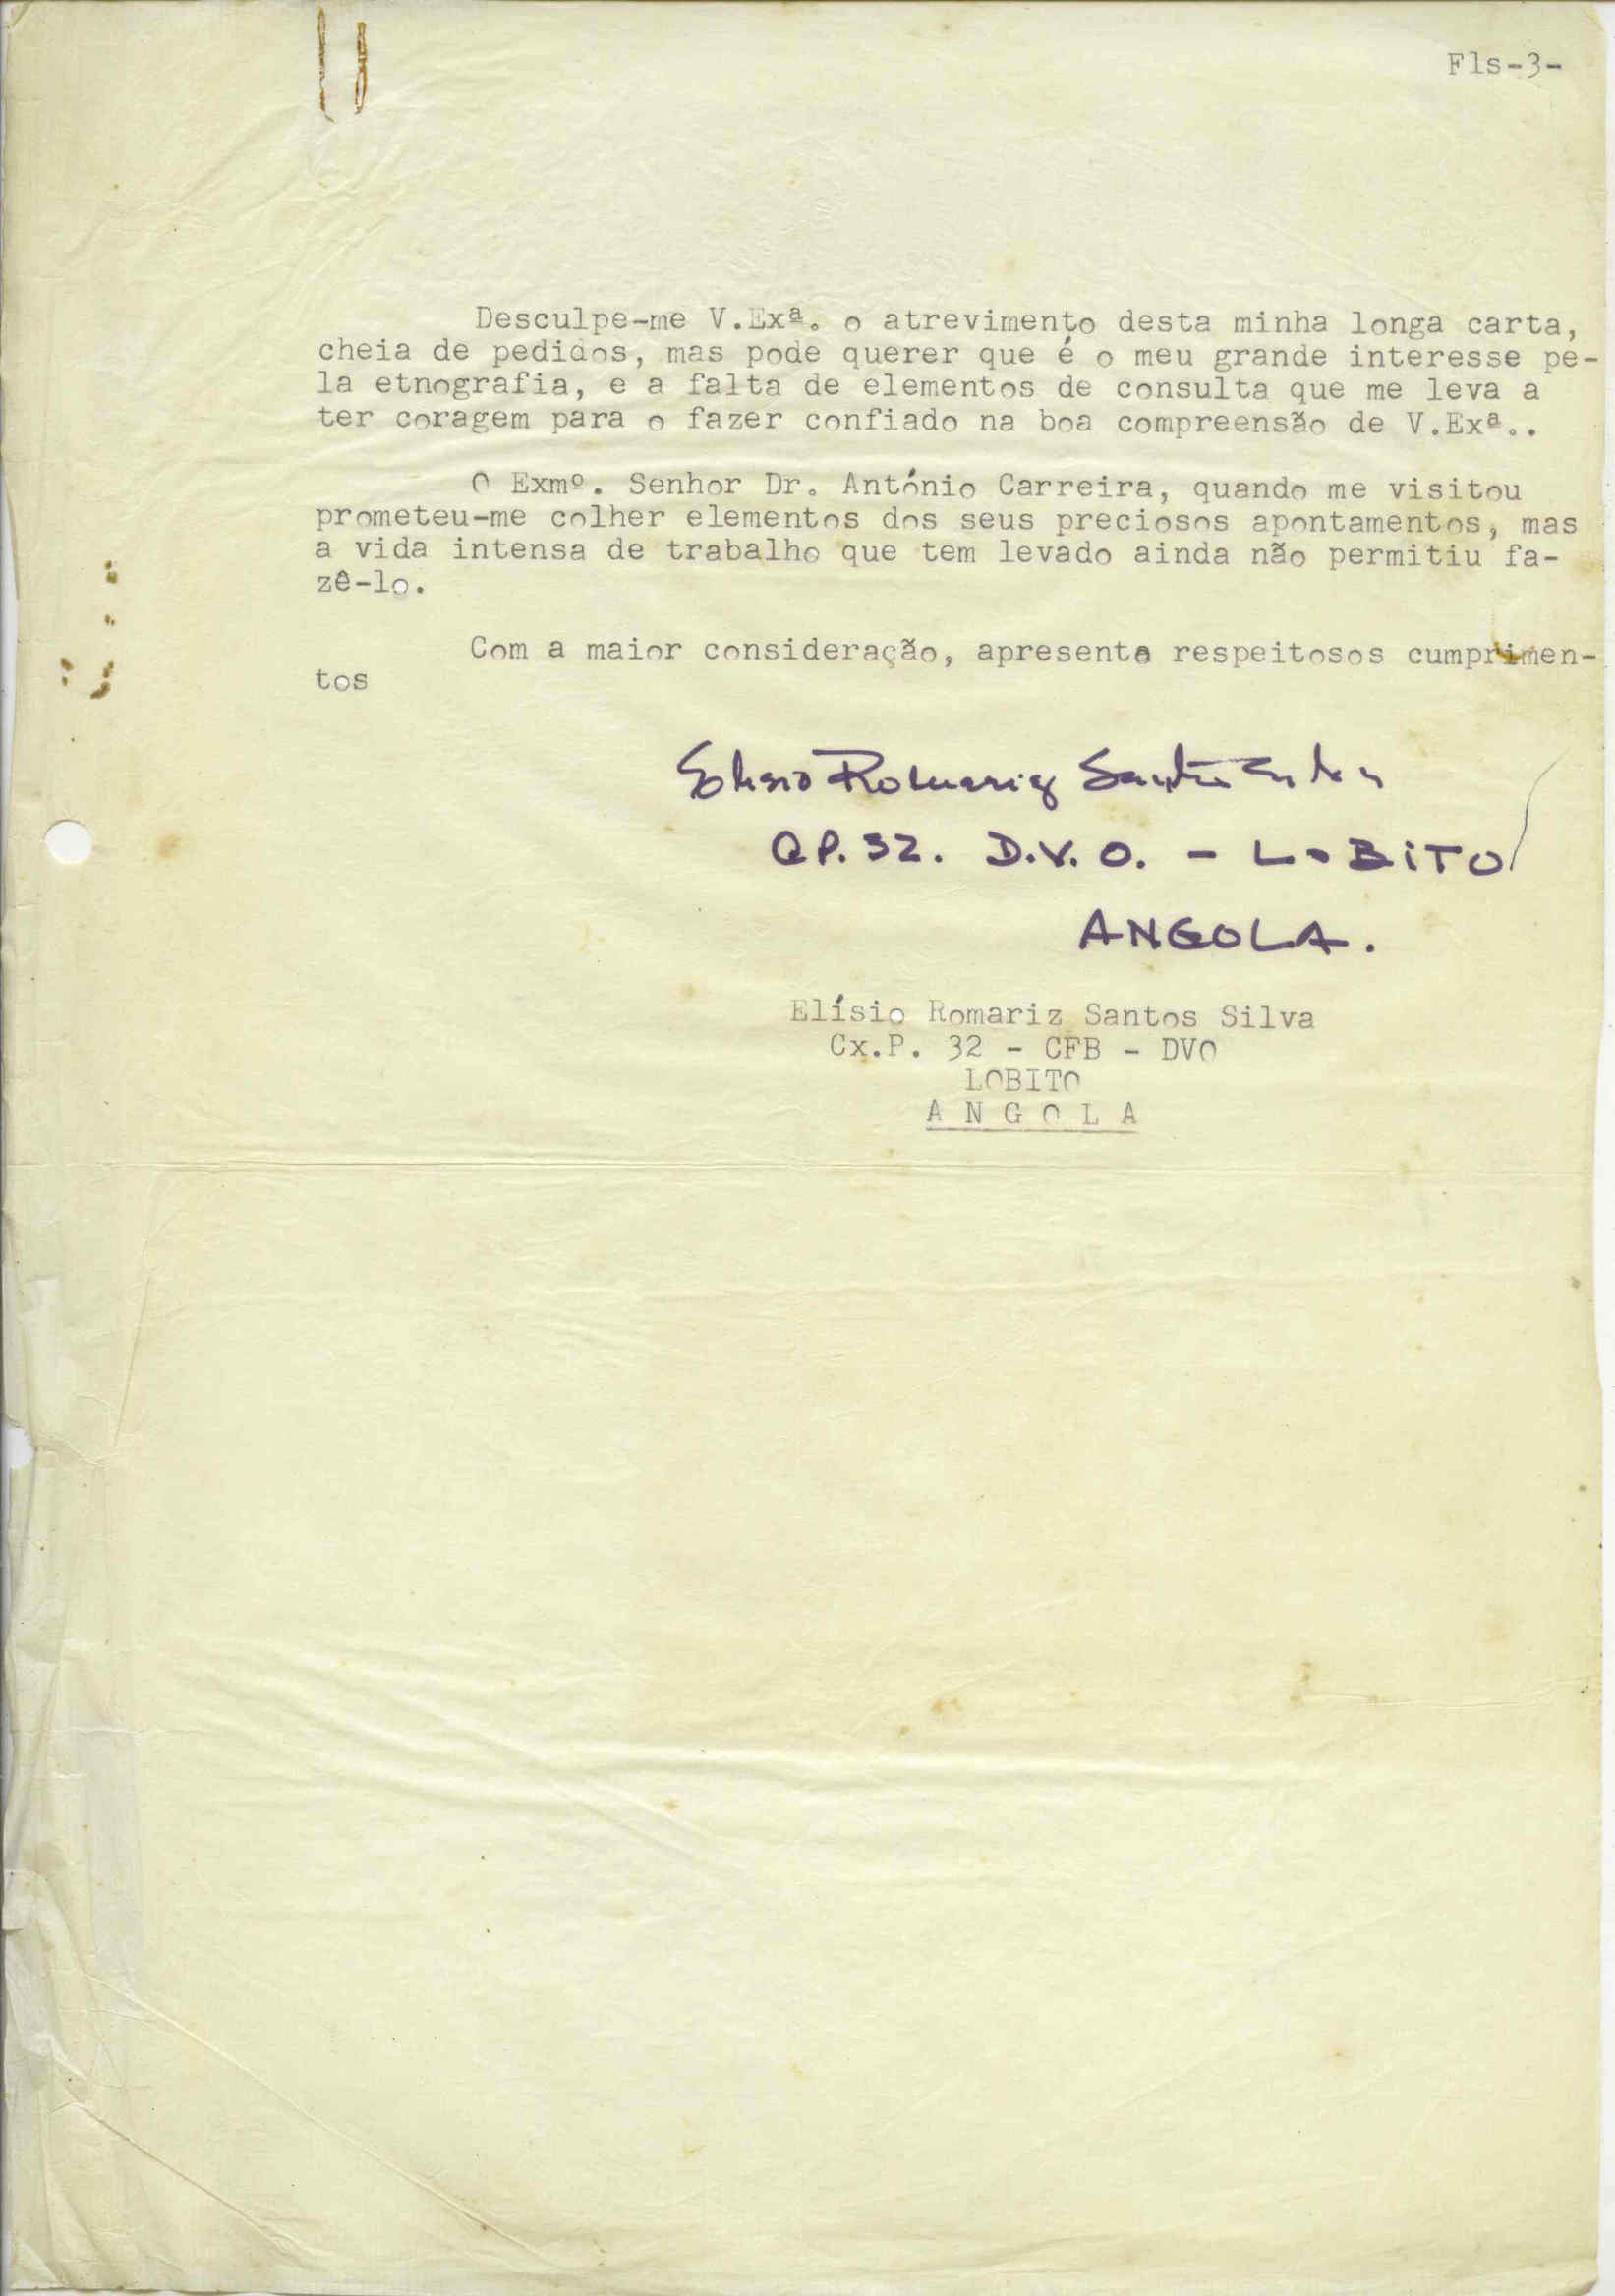 Fls-3-
Desculpe-me V.Exª. o atrevimento desta minha longa carta,
cheia de pedidos, mas pode querer que é o meu grande interesse pe-
la etnografia, e a falta de elementos de consulta que me leva a
ter coragem para o fazer confiado na boa compreensão de V.Exª..
O Exmº. Senhor Dr. António Carreira, quando me visitou
prometeu-me colher elementos dos seus preciosos apontamentos, mas
a vida intensa de trabalho que tem levado ainda não permitiu fa-
zê-lo.
Com a maior consideração, apresenta respeitosos cumprimen-
tos
Elísio Romariz Santos Silva
CP. 32. D.V.O. - LOBiTO
ANGOLA.
Elísio Romariz Santos Silva
Cx.P. 32 - CFB - DVO
LOBITO
A N G O L A